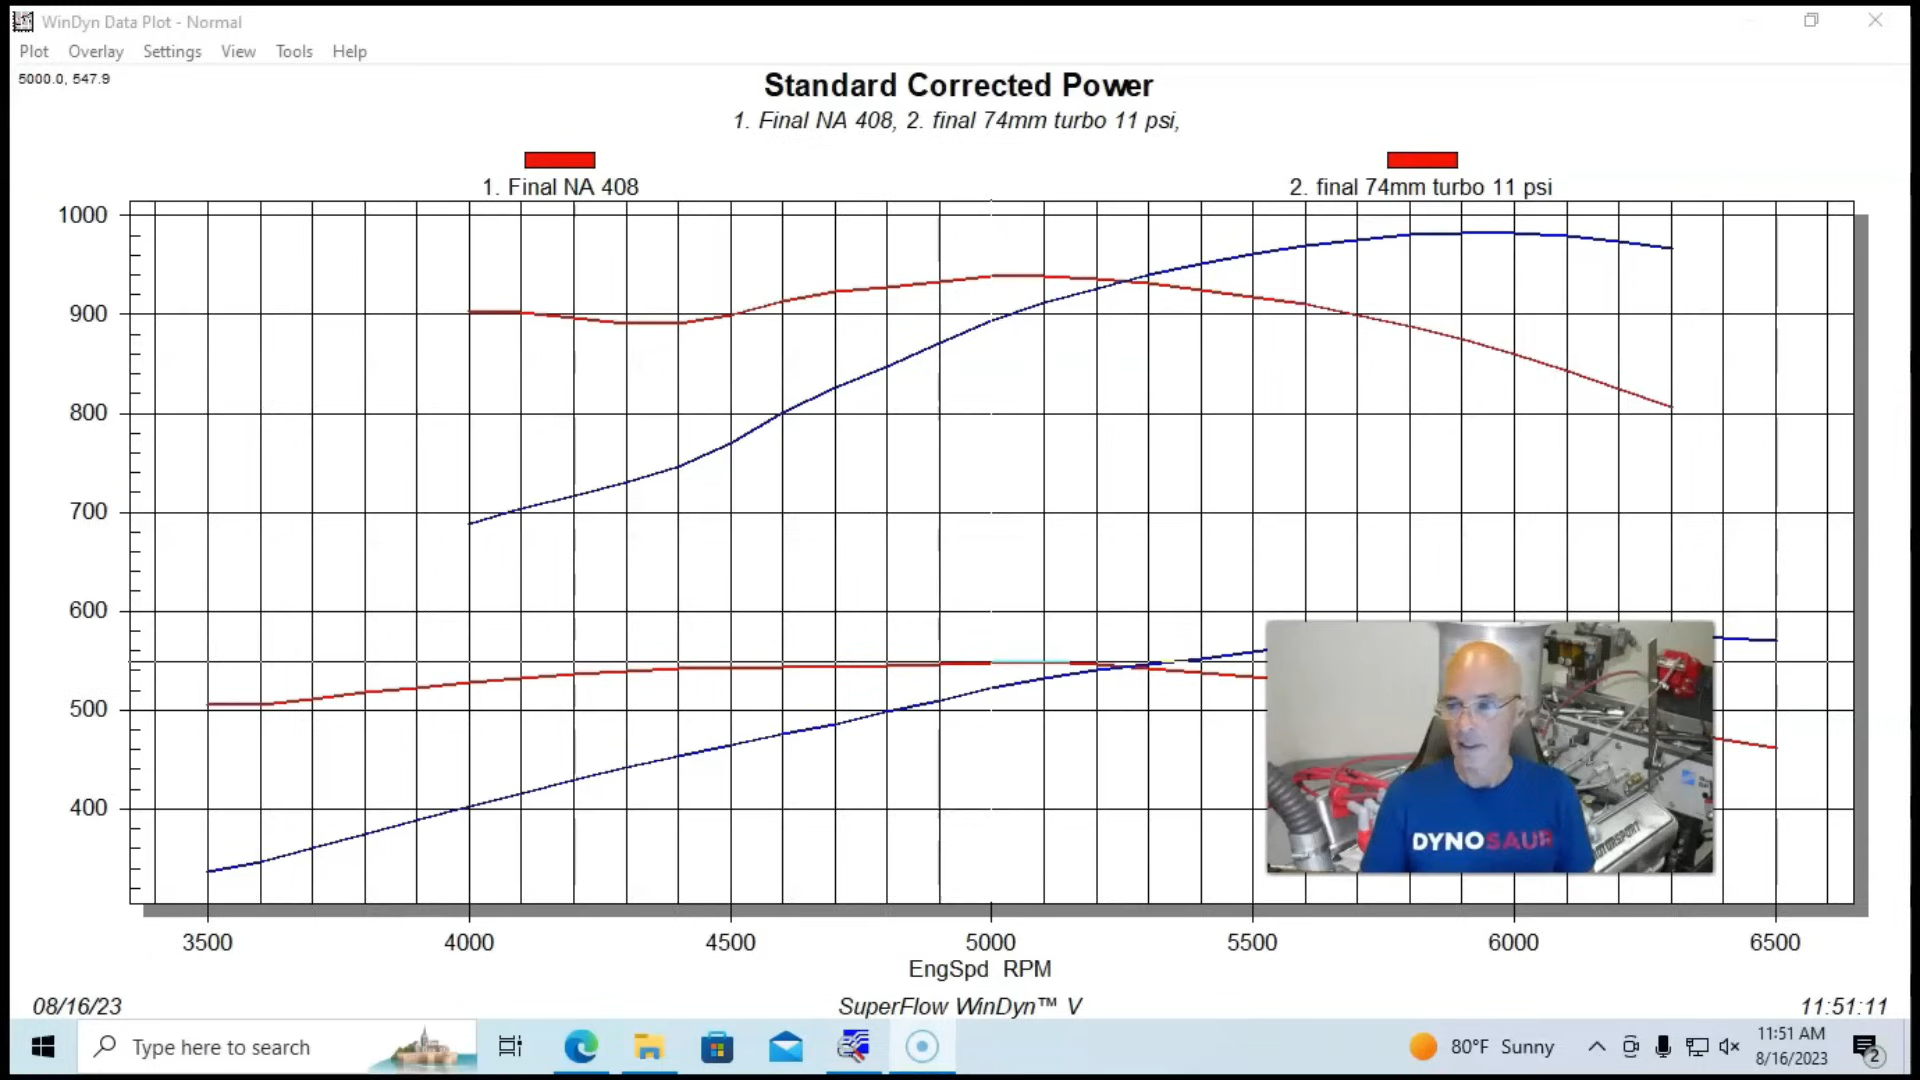 WinDyn Data Plot - Normal
Plot Overlay Settings View Tools Help
5000.0, 547.9
Standard Corrected Power
1. Final NA 408, 2. final 74mm turbo 11 psi,
1. Final NA 408
2. final 74mm turbo 11 psi
1000
900
800
700
600
500
400
3500 4000 4500 5000 5500 6000 6500
EngSpd RPM
DYNOSAUR
08/16/23
SuperFlow WinDyn™ V
11:51:11
Type here to search
80°F Sunny
11:51 AM
8/16/2023
2